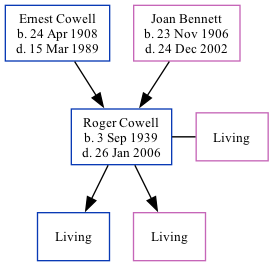 Ernest Cowell
b. 24 Apr 1908
d. 15 Mar 1989
Joan Bennett
b. 23 Nov 1906
d. 24 Dec 2002
Roger Cowell
b. 3 Sep 1939
d. 26 Jan 2006
Living
Living
Living